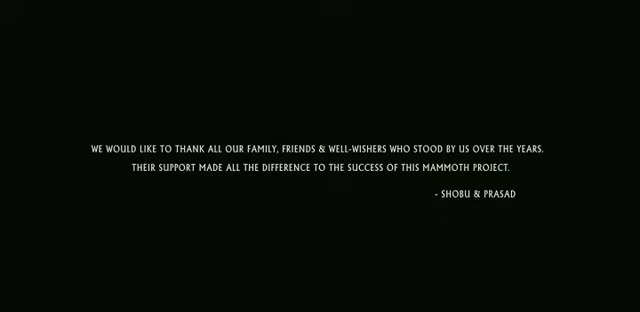 WE WOULD LIKE TO THANK ALL OUR FAMILY, FRIENDS & WELL-WISHERS WHO STOOD BY US OVER THE YEARS.
THEIR SUPPORT MADE ALL THE DIFFERENCE TO THE SUCCESS OF THIS MAMMOTH PROJECT.
- SHOBU & PRASAD